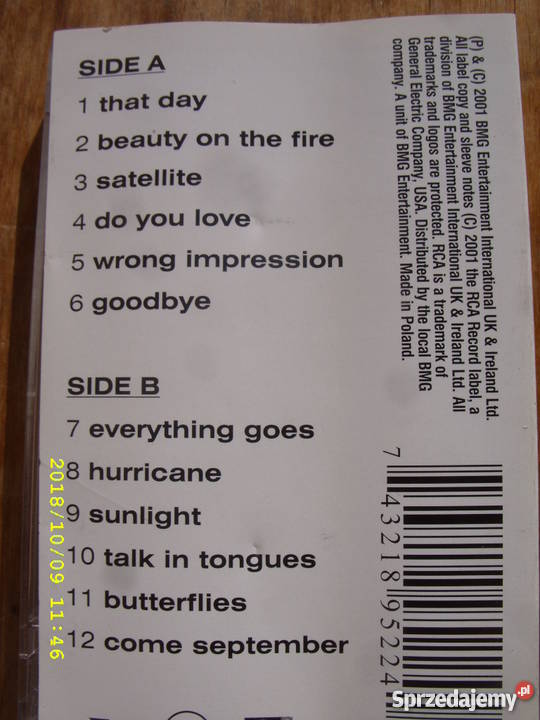 SIDE A
1 that day
2 beauty on the fire
3 satellite
4 do you love
5 wrong impression
6 goodbye
SIDE B
7 everything goes
8 hurricane
9 sunlight
10 talk in tongues
11 butterflies
12 come september
(P) & (C) 2001 BMG Entertainment International UK & Ireland Ltd.
All label copy and sleeve notes (C) 2001 the RCA Record label, a
division of BMG Entertainment International UK & Ireland Ltd. All
trademarks and logos are protected. RCA is a trademark of
General Electric Company, USA. Distributed by the local BMG
company. A unit of BMG Entertainment. Made in Poland.
7 43218 95224
2018/10/09 11:46
Sprzedajemy.pl